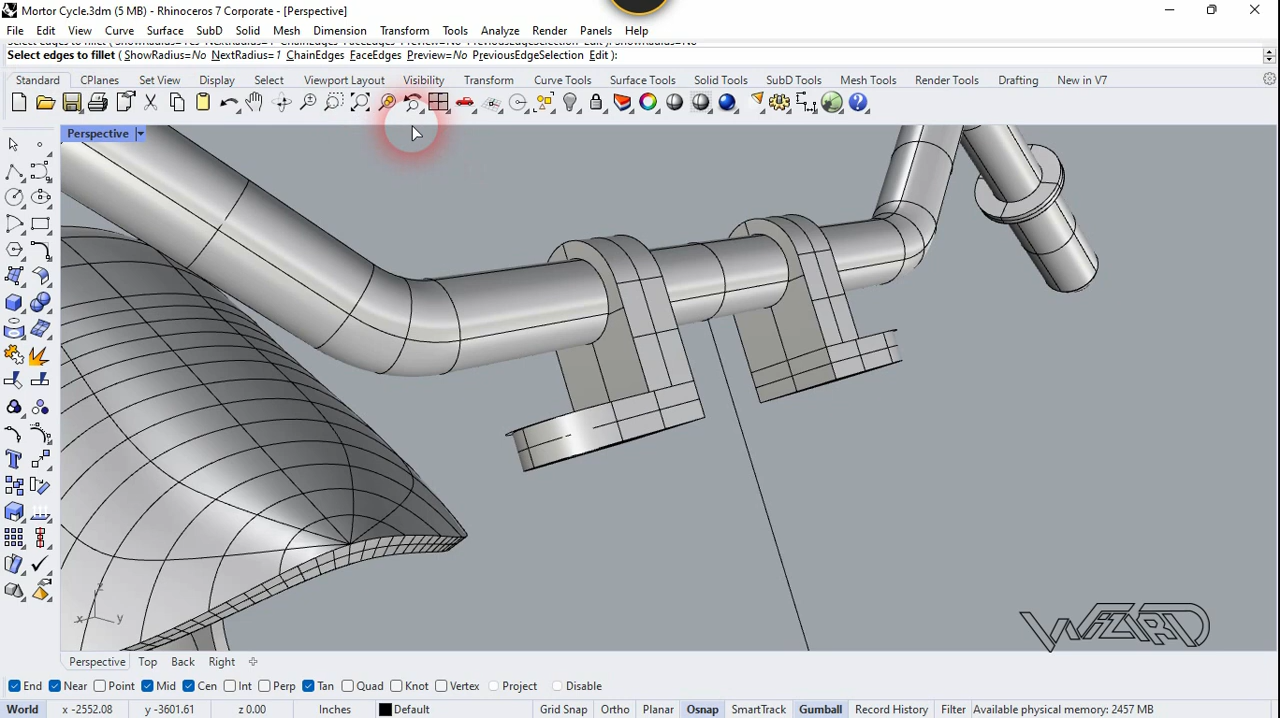 Mortor Cycle.3dm (5 MB) - Rhinoceros 7 Corporate - [Perspective]
File Edit View Curve Surface SubD Solid Mesh Dimension Transform Tools Analyze Render Panels Help
Select edges to fillet ( ShowRadius=No NextRadius=1 ChainEdges FaceEdges Preview=No PreviousEdgeSelection Edit ):
Standard CPlanes Set View Display Select Viewport Layout Visibility Transform Curve Tools Surface Tools Solid Tools SubD Tools Mesh Tools Render Tools Drafting New in V7
Perspective
z
x y
WIZARD
Perspective Top Back Right
End Near Point Mid Cen Int Perp Tan Quad Knot Vertex Project Disable
World x -2552.08 y -3601.61 z 0.00 Inches Default Grid Snap Ortho Planar Osnap SmartTrack Gumball Record History Filter Available physical memory: 2457 MB